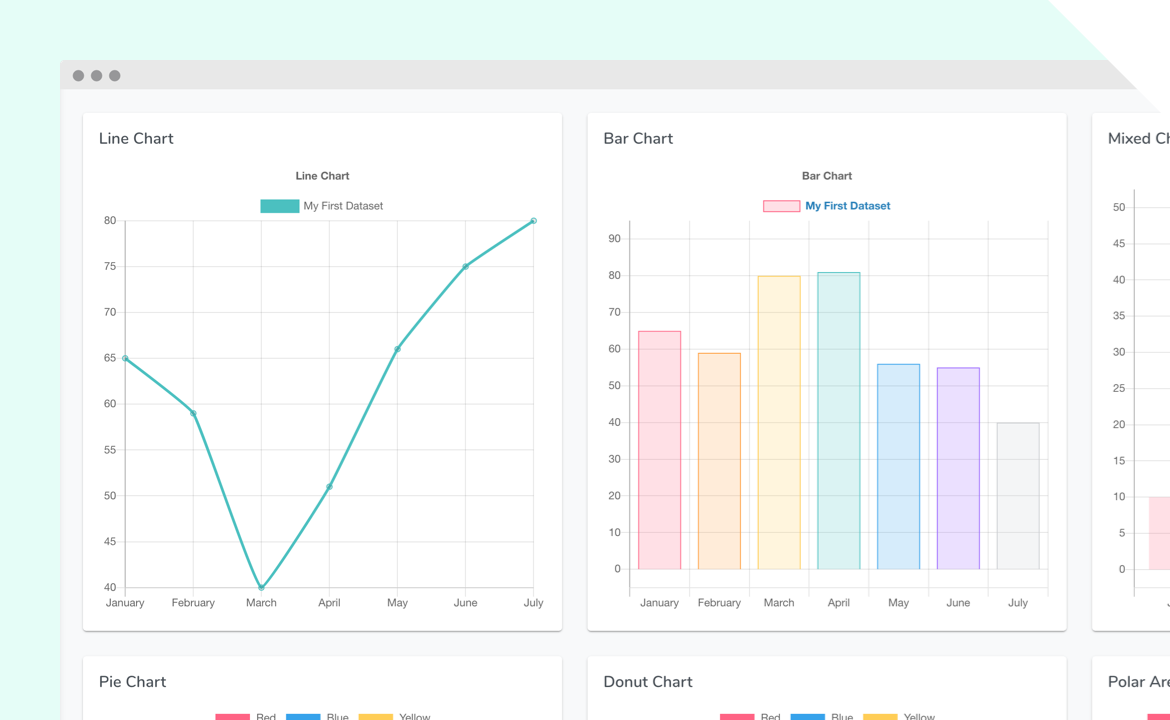 Line Chart
Line Chart
My First Dataset
80
75
70
65
60
55
50
45
40
January February March April May June July
Bar Chart
Bar Chart
My First Dataset
90
80
70
60
50
40
30
20
10
0
January February March April May June July
Mixed
50
45
40
35
30
25
20
15
10
5
0
Pie Chart
Red Blue Yellow
Donut Chart
Red Blue Yellow
Polar